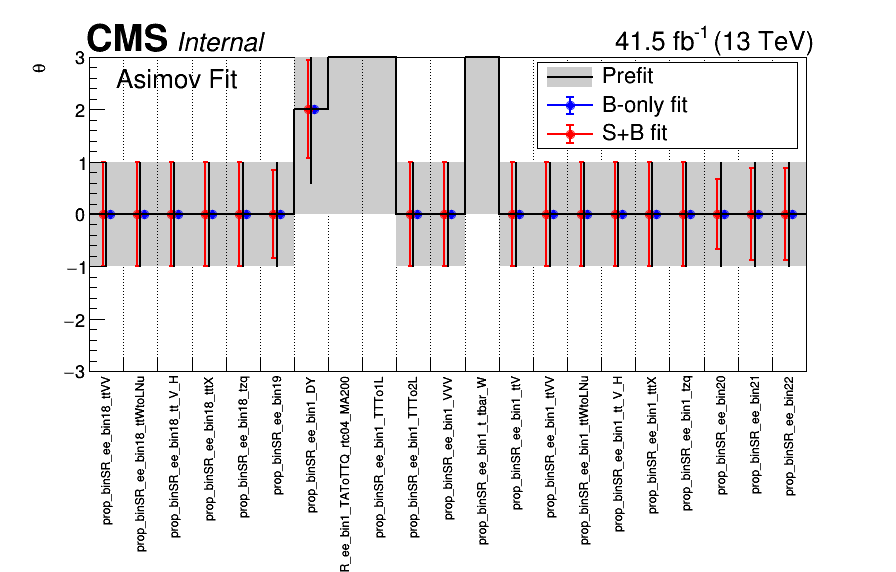 CMS Internal
41.5 fb-1 (13 TeV)
θ
Asimov Fit
Prefit
B-only fit
S+B fit
3
2
1
0
−1
−2
−3
prop_binSR_ee_bin18_ttVV
prop_binSR_ee_bin18_ttWtoLNu
prop_binSR_ee_bin18_tt_V_H
prop_binSR_ee_bin18_tttX
prop_binSR_ee_bin18_tzq
prop_binSR_ee_bin19
prop_binSR_ee_bin1_DY
R_ee_bin1_TAToTTQ_rtc04_MA200
prop_binSR_ee_bin1_TTTo1L
prop_binSR_ee_bin1_TTTo2L
prop_binSR_ee_bin1_VVV
prop_binSR_ee_bin1_t_tbar_W
prop_binSR_ee_bin1_ttV
prop_binSR_ee_bin1_ttVV
prop_binSR_ee_bin1_ttWtoLNu
prop_binSR_ee_bin1_tt_V_H
prop_binSR_ee_bin1_tttX
prop_binSR_ee_bin1_tzq
prop_binSR_ee_bin20
prop_binSR_ee_bin21
prop_binSR_ee_bin22